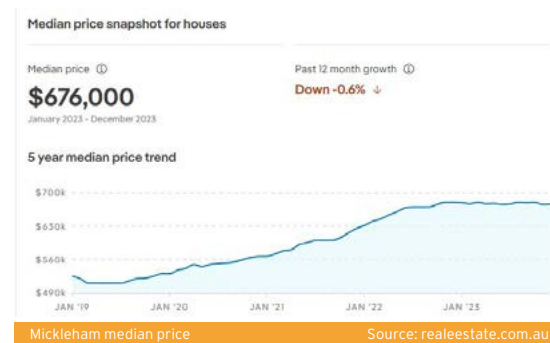 Median price snapshot for houses
Median price ⓘ
Past 12 month growth ⓘ
$676,000
Down -0.6% ↓
January 2023 - December 2023
5 year median price trend
$700k
$630k
$560k
$490k
JAN '19 JAN '20 JAN '21 JAN '22 JAN '23
Mickleham median price Source: realeestate.com.au